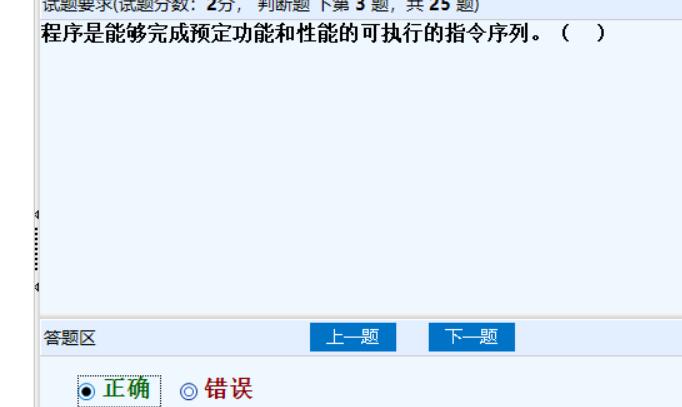 试题要求(试题分数：2分， 判断题 下第 3 题，共 25 题)
程序是能够完成预定功能和性能的可执行的指令序列。（ ）
答题区
上一题
下一题
正确
错误